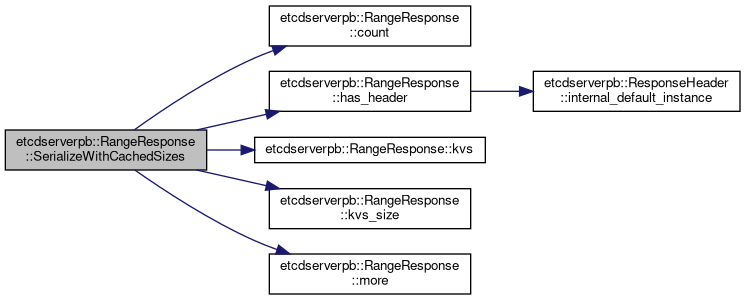 etcdserverpb::RangeResponse
::SerializeWithCachedSizes
etcdserverpb::RangeResponse
::count
etcdserverpb::RangeResponse
::has_header
etcdserverpb::ResponseHeader
::internal_default_instance
etcdserverpb::RangeResponse::kvs
etcdserverpb::RangeResponse
::kvs_size
etcdserverpb::RangeResponse
::more